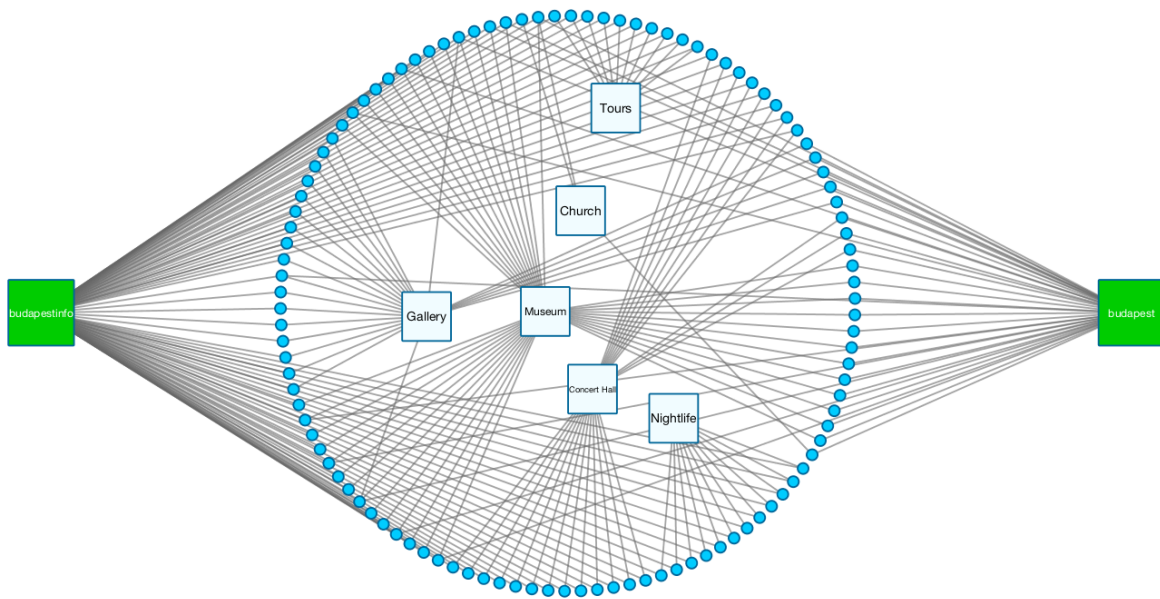 Tours
Church
budapestinfo
Gallery
Museum
budapest
Concert Hall
Nightlife